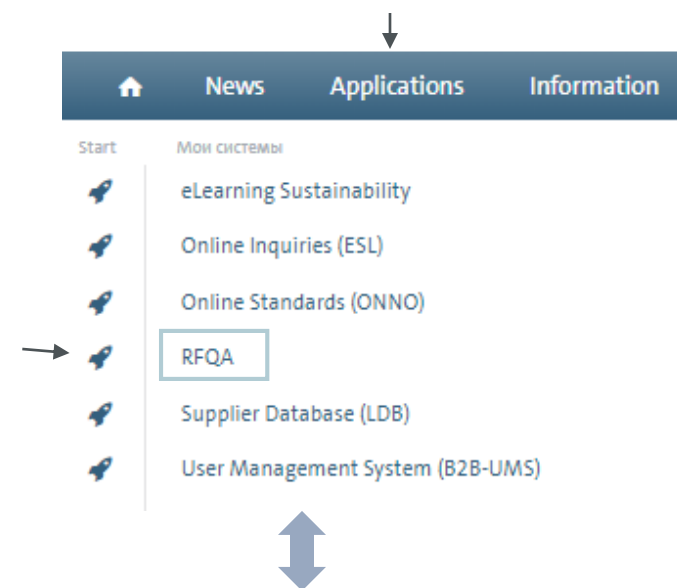 News Applications Information
Start Мои системы
eLearning Sustainability
Online Inquiries (ESL)
Online Standards (ONNO)
RFQA
Supplier Database (LDB)
User Management System (B2B-UMS)